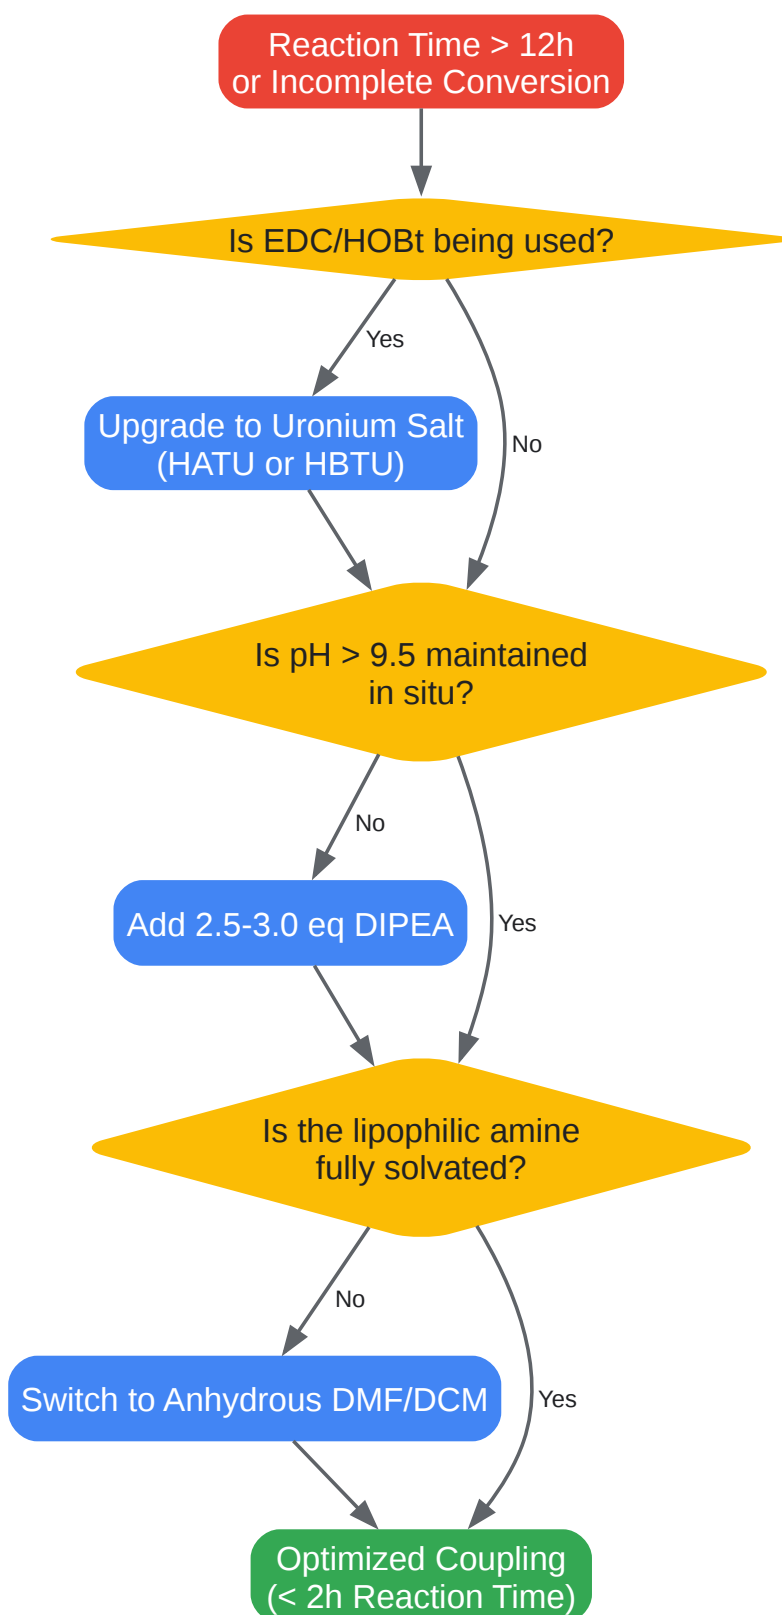 Reaction Time > 12h
or Incomplete Conversion
Is EDC/HOBt being used?
Yes
Upgrade to Uronium Salt
(HATU or HBTU)
No
Is pH > 9.5 maintained
in situ?
No
Add 2.5-3.0 eq DIPEA
Yes
Is the lipophilic amine
fully solvated?
No
Switch to Anhydrous DMF/DCM
Yes
Optimized Coupling
(< 2h Reaction Time)